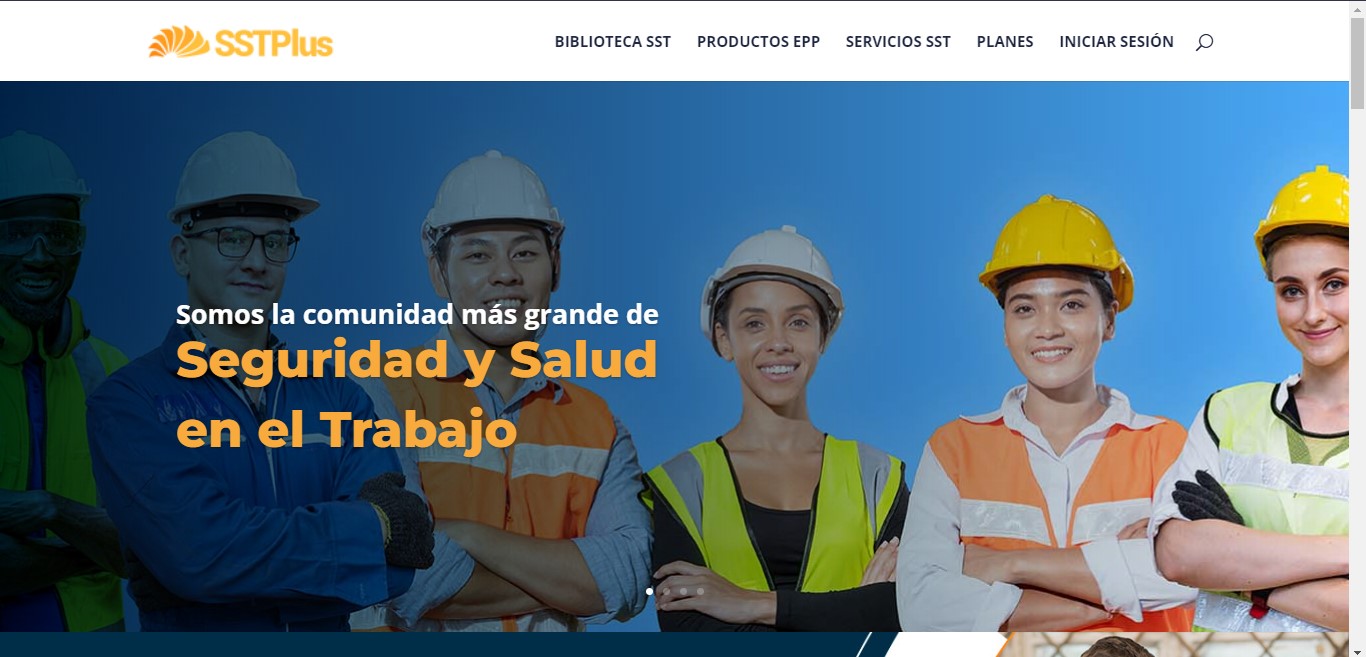 SSTPlus
BIBLIOTECA SST
PRODUCTOS EPP
SERVICIOS SST
PLANES
INICIAR SESIÓN
Somos la comunidad más grande de
Seguridad y Salud
en el Trabajo